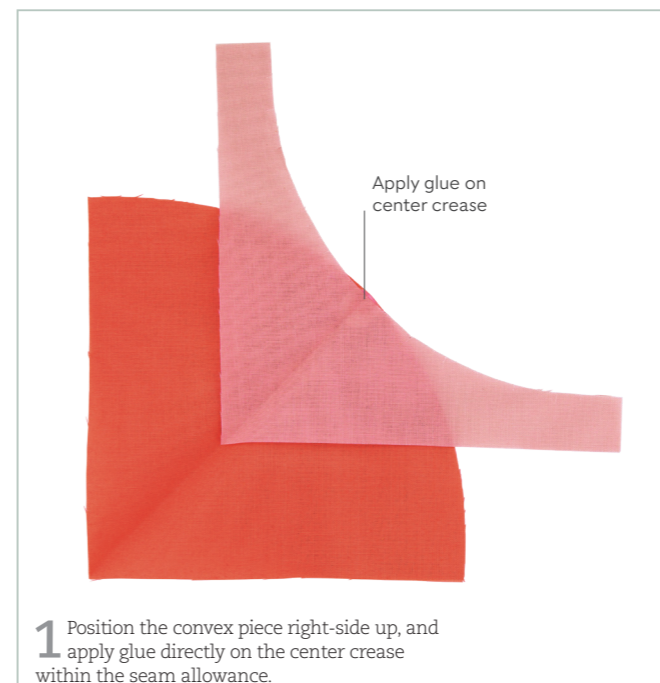 Apply glue on
center crease
1 Position the convex piece right-side up, and
apply glue directly on the center crease
within the seam allowance.